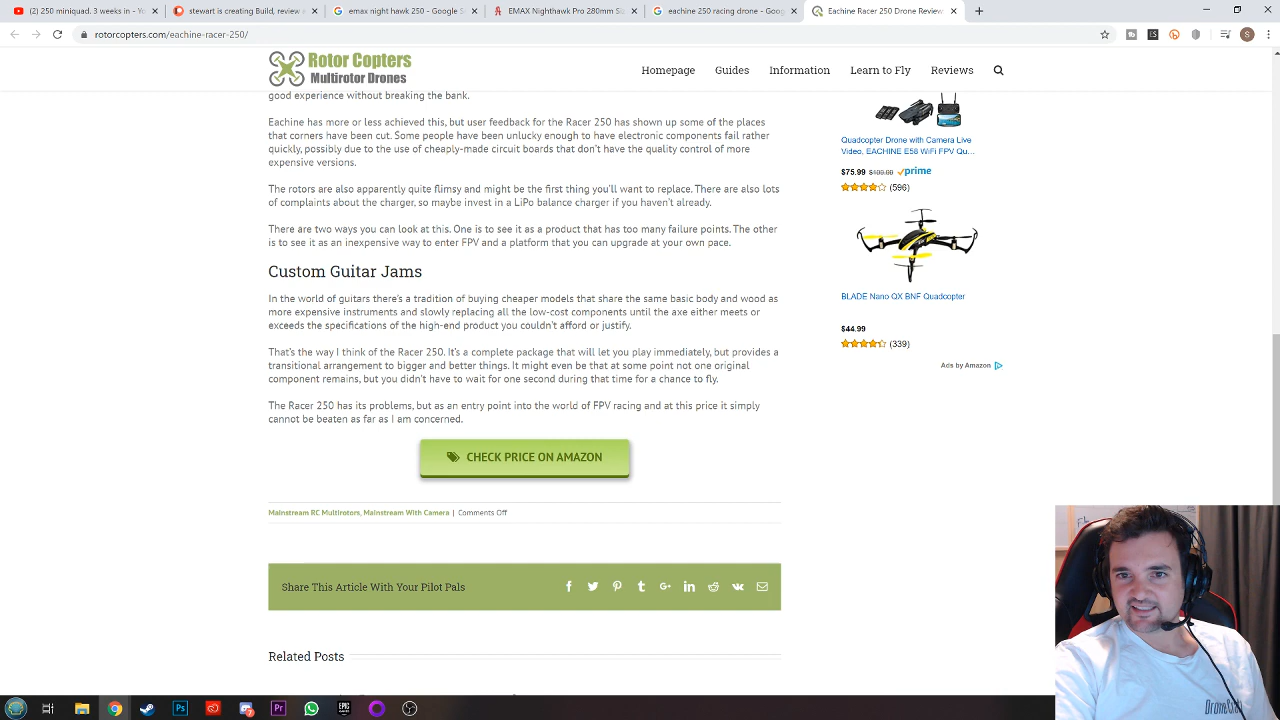 (2) 250 miniquad. 3 weeks in - Y
stewart is creating Build, review
emax night hawk 250 - Google S
EMAX Nighthawk Pro 280mm Si
eachine 250 racing drone - Goog
Eachine Racer 250 Drone Review
rotorcopters.com/eachine-racer-250/
Rotor Copters
Multirotor Drones
Homepage Guides Information Learn to Fly Reviews
good experience without breaking the bank.
Eachine has more or less achieved this, but user feedback for the Racer 250 has shown up some of the places
that corners have been cut. Some people have been unlucky enough to have electronic components fail rather
quickly, possibly due to the use of cheaply-made circuit boards that don't have the quality control of more
expensive versions.
The rotors are also apparently quite flimsy and might be the first thing you'll want to replace. There are also lots
of complaints about the charger, so maybe invest in a LiPo balance charger if you haven't already.
There are two ways you can look at this. One is to see it as a product that has too many failure points. The other
is to see it as an inexpensive way to enter FPV and a platform that you can upgrade at your own pace.
Custom Guitar Jams
In the world of guitars there's a tradition of buying cheaper models that share the same basic body and wood as
more expensive instruments and slowly replacing all the low-cost components until the axe either meets or
exceeds the specifications of the high-end product you couldn't afford or justify.
That's the way I think of the Racer 250. It's a complete package that will let you play immediately, but provides a
transitional arrangement to bigger and better things. It might even be that at some point not one original
component remains, but you didn't have to wait for one second during that time for a chance to fly.
The Racer 250 has its problems, but as an entry point into the world of FPV racing and at this price it simply
cannot be beaten as far as I am concerned.
CHECK PRICE ON AMAZON
Mainstream RC Multirotors, Mainstream With Camera | Comments Off
Share This Article With Your Pilot Pals
Related Posts
Quadcopter Drone with Camera Live
Video, EACHINE E58 WiFi FPV Qu...
$75.99 $100.00 prime
(596)
BLADE Nano QX BNF Quadcopter
$44.99
(339)
Ads by Amazon